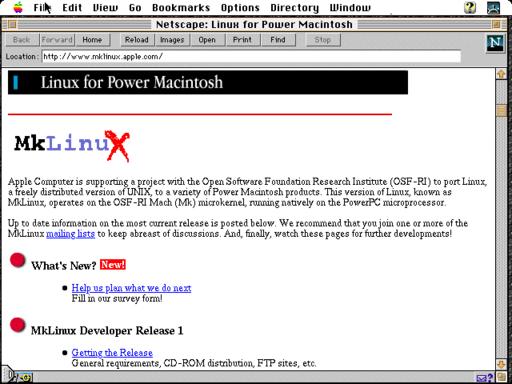 File Edit View Go Bookmarks Options Directory Window
Netscape: Linux for Power Macintosh
Back Forward Home Reload Images Open Print Find Stop
N
Location: http://www.mklinux.apple.com/
Linux for Power Macintosh
MkLinuX
Apple Computer is supporting a project with the Open Software Foundation Research Institute (OSF-RI) to port Linux,
a freely distributed version of UNIX, to a variety of Power Macintosh products. This version of Linux, known as
MkLinux, operates on the OSF-RI Mach (Mk) microkernel, running natively on the PowerPC microprocessor.
Up to date information on the most current release is posted below. We recommend that you join one or more of the
MkLinux mailing lists to keep abreast of discussions. And, finally, watch these pages for further developments!
What's New? New!
Help us plan what we do next
Fill in our survey form!
MkLinux Developer Release 1
Getting the Release
General requirements, CD-ROM distribution, FTP sites, etc.
?